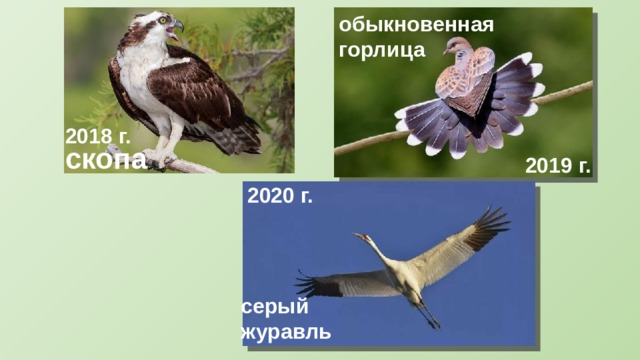 2018 г.
скопа
обыкновенная
горлица
2019 г.
2020 г.
серый
журавль